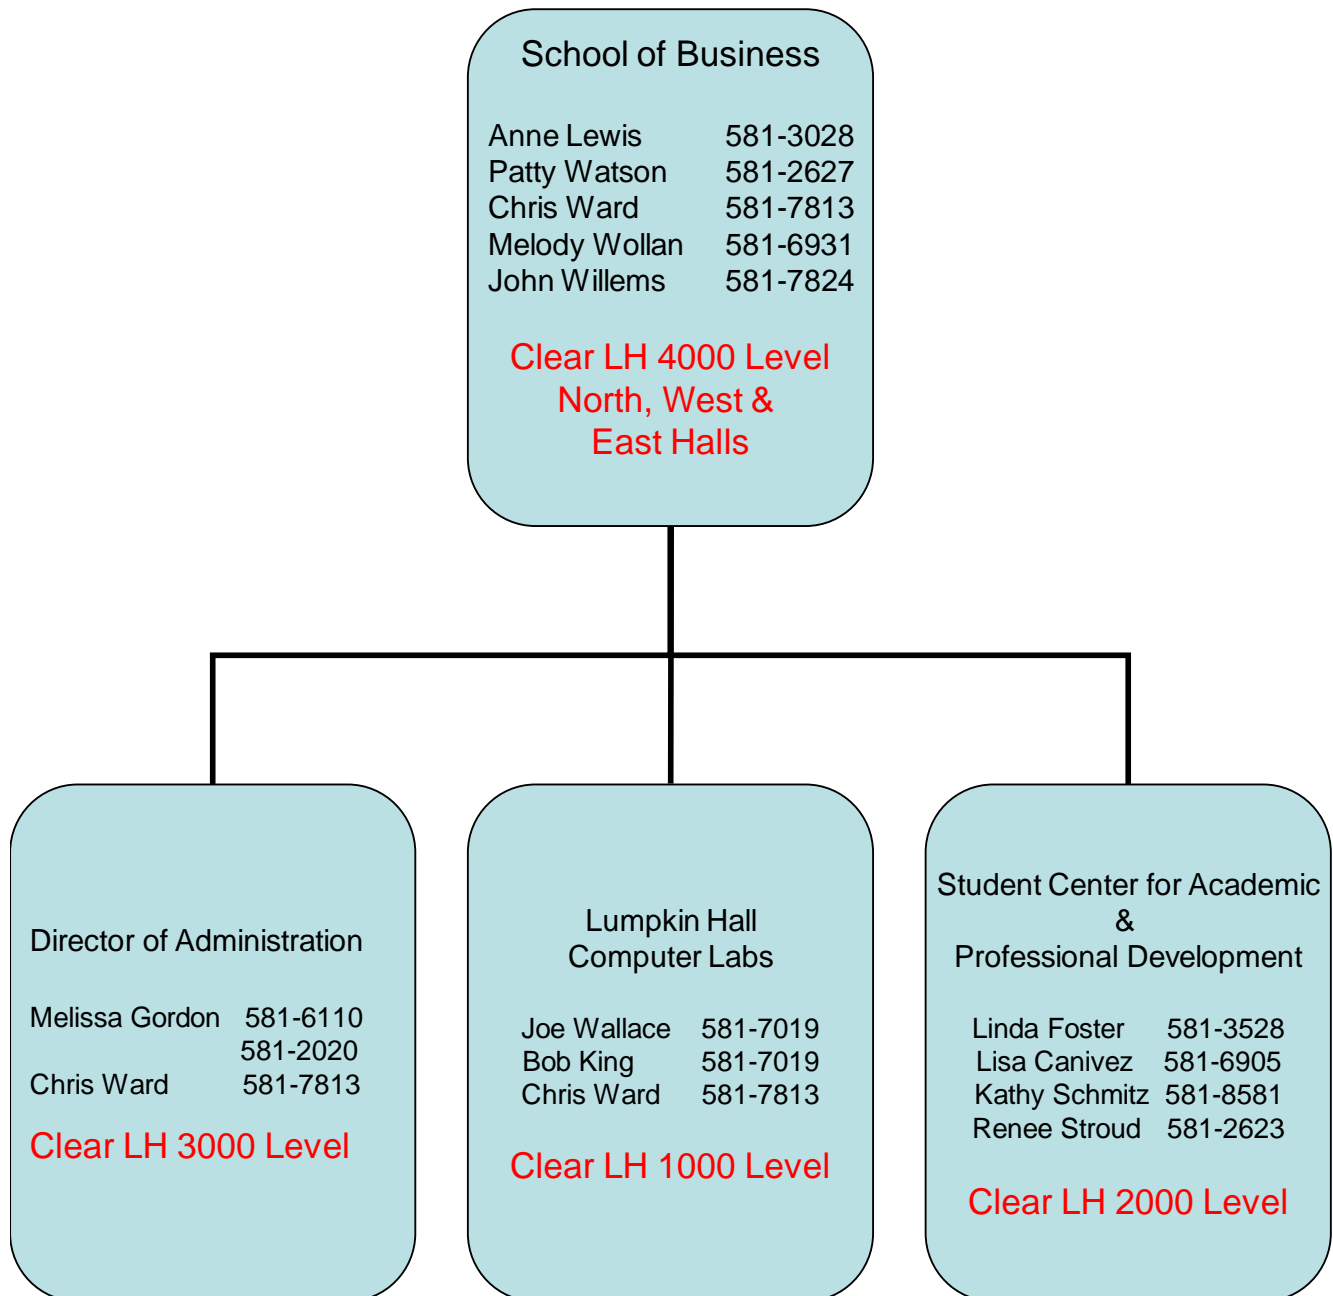 School of Business
Anne Lewis 581-3028
Patty Watson 581-2627
Chris Ward 581-7813
Melody Wollan 581-6931
John Willems 581-7824
Clear LH 4000 Level
North, West &
East Halls
Director of Administration
Melissa Gordon 581-6110
581-2020
Chris Ward 581-7813
Clear LH 3000 Level
Lumpkin Hall
Computer Labs
Joe Wallace 581-7019
Bob King 581-7019
Chris Ward 581-7813
Clear LH 1000 Level
Student Center for Academic
&
Professional Development
Linda Foster 581-3528
Lisa Canivez 581-6905
Kathy Schmitz 581-8581
Renee Stroud 581-2623
Clear LH 2000 Level